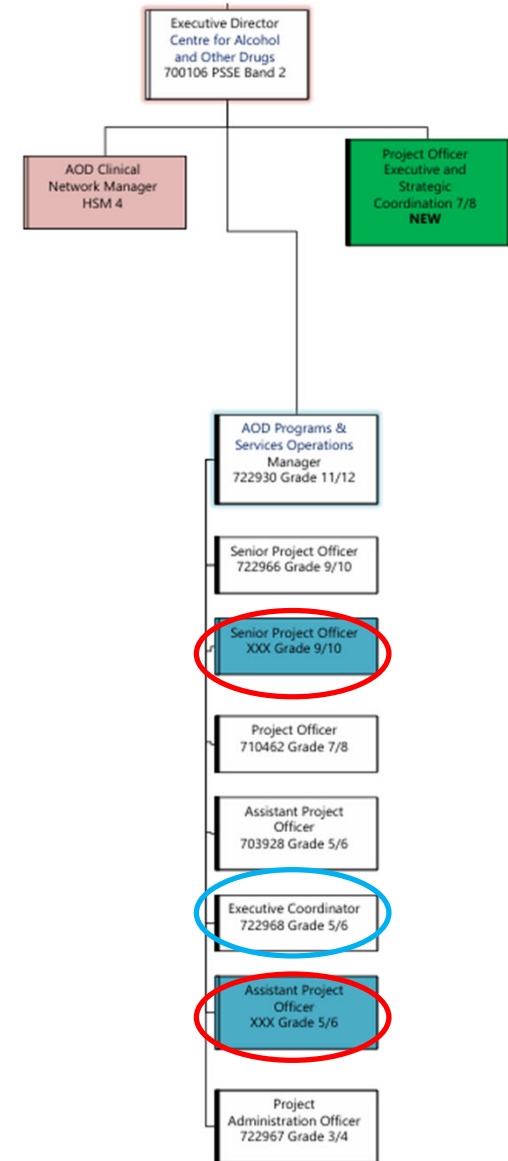 Executive Director
Centre for Alcohol
and Other Drugs
700106 PSSE Band 2
AOD Clinical
Network Manager
HSM 4
Project Officer
Executive and
Strategic
Coordination 7/8
NEW
AOD Programs &
Services Operations
Manager
722930 Grade 11/12
Senior Project Officer
722966 Grade 9/10
Senior Project Officer
XXX Grade 9/10
Project Officer
710462 Grade 7/8
Assistant Project
Officer
703928 Grade 5/6
Executive Coordinator
722968 Grade 5/6
Assistant Project
Officer
XXX Grade 5/6
Project
Administration Officer
722967 Grade 3/4